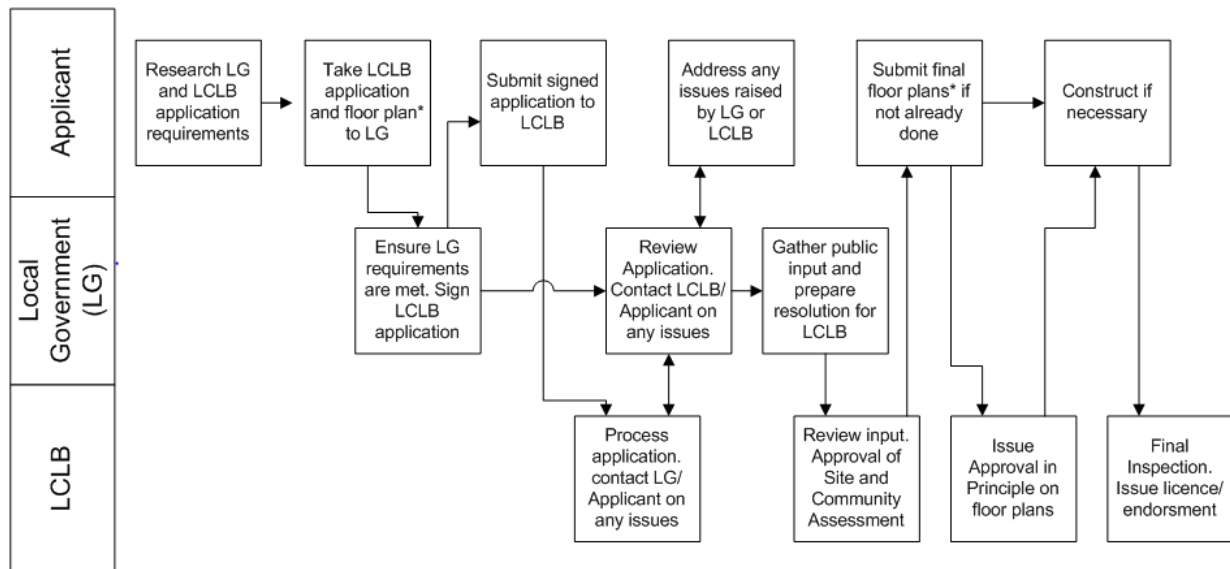 Applicant
Research LG
and LCLB
application
requirements
Take LCLB
application
and floor plan*
to LG
Submit signed
application to
LCLB
Address any
issues raised
by LG or
LCLB
Submit final
floor plans* if
not already
done
Construct if
necessary
Local
Government
(LG)
Ensure LG
requirements
are met. Sign
LCLB
application
Review
Application.
Contact LCLB/
Applicant on
any issues
Gather public
input and
prepare
resolution for
LCLB
LCLB
Process
application.
contact LG/
Applicant on
any issues
Review input.
Approval of
Site and
Community
Assessment
Issue
Approval in
Principle on
floor plans
Final
Inspection.
Issue licence/
endorsment